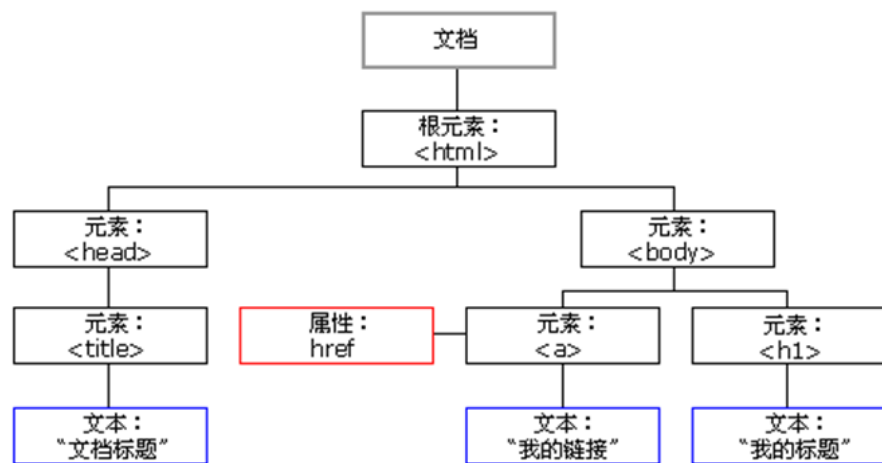 文档
根元素：
<html>
元素：
<head>
元素：
<body>
元素：
<title>
属性：
href
元素：
<a>
元素：
<h1>
文本：
“文档标题”
文本：
“我的链接”
文本：
“我的标题”